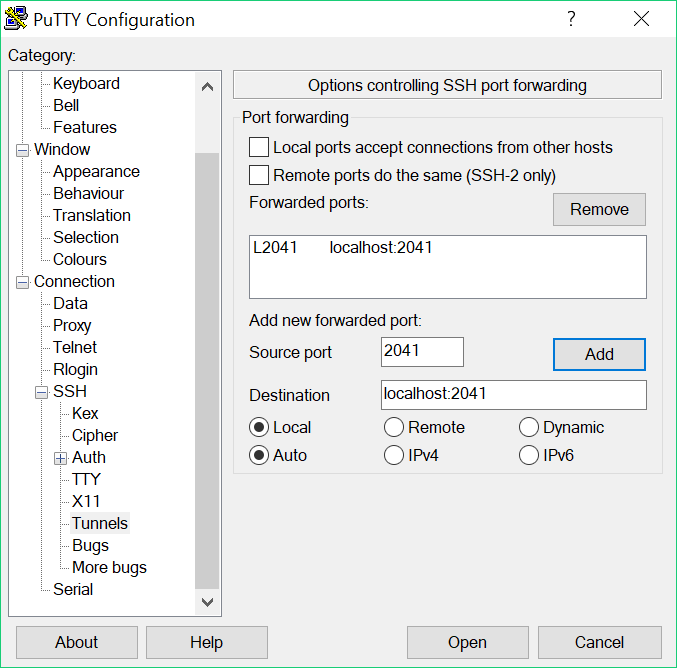 PuTTY Configuration
?
Category:
Keyboard
Bell
Features
Window
Appearance
Behaviour
Translation
Selection
Colours
Connection
Data
Proxy
Telnet
Rlogin
SSH
Kex
Cipher
Auth
TTY
X11
Tunnels
Bugs
More bugs
Serial
Options controlling SSH port forwarding
Port forwarding
Local ports accept connections from other hosts
Remote ports do the same (SSH-2 only)
Forwarded ports:
Remove
L2041 localhost:2041
Add new forwarded port:
Source port 2041 Add
Destination localhost:2041
Local Remote Dynamic
Auto IPv4 IPv6
About Help Open Cancel